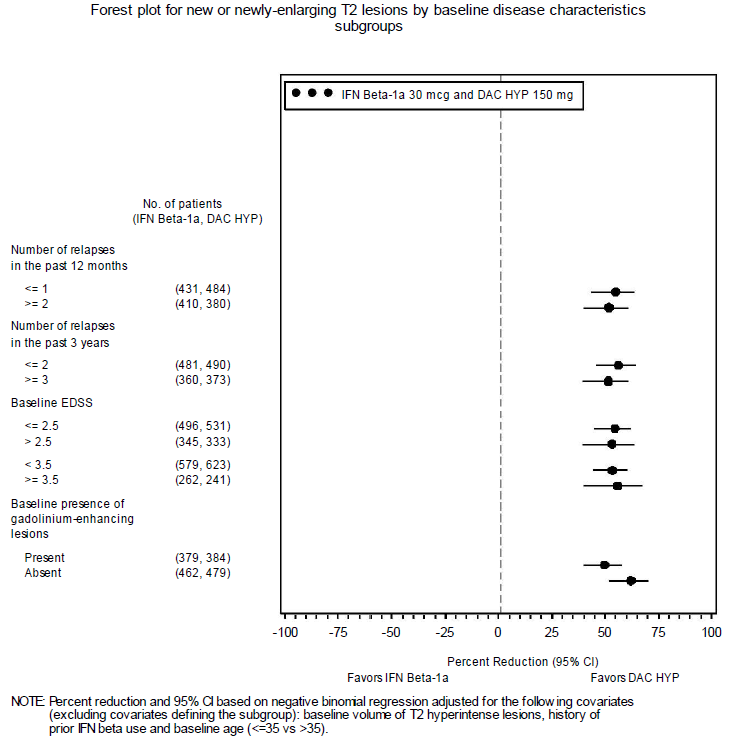 Forest plot for new or newly-enlarging T2 lesions by baseline disease characteristics
subgroups
IFN Beta-1a 30 mcg and DAC HYP 150 mg
No. of patients
(IFN Beta-1a, DAC HYP)
Number of relapses
in the past 12 months
<= 1 (431, 484)
>= 2 (410, 380)
Number of relapses
in the past 3 years
<= 2 (481, 490)
>= 3 (360, 373)
Baseline EDSS
<= 2.5 (496, 531)
> 2.5 (345, 333)
< 3.5 (579, 623)
>= 3.5 (262, 241)
Baseline presence of
gadolinium-enhancing
lesions
Present (379, 384)
Absent (462, 479)
-100 -75 -50 -25 0 25 50 75 100
Percent Reduction (95% CI)
Favors IFN Beta-1a Favors DAC HYP
NOTE: Percent reduction and 95% CI based on negative binomial regression adjusted for the following covariates
(excluding covariates defining the subgroup): baseline volume of T2 hyperintense lesions, history of
prior IFN beta use and baseline age (<=35 vs >35).